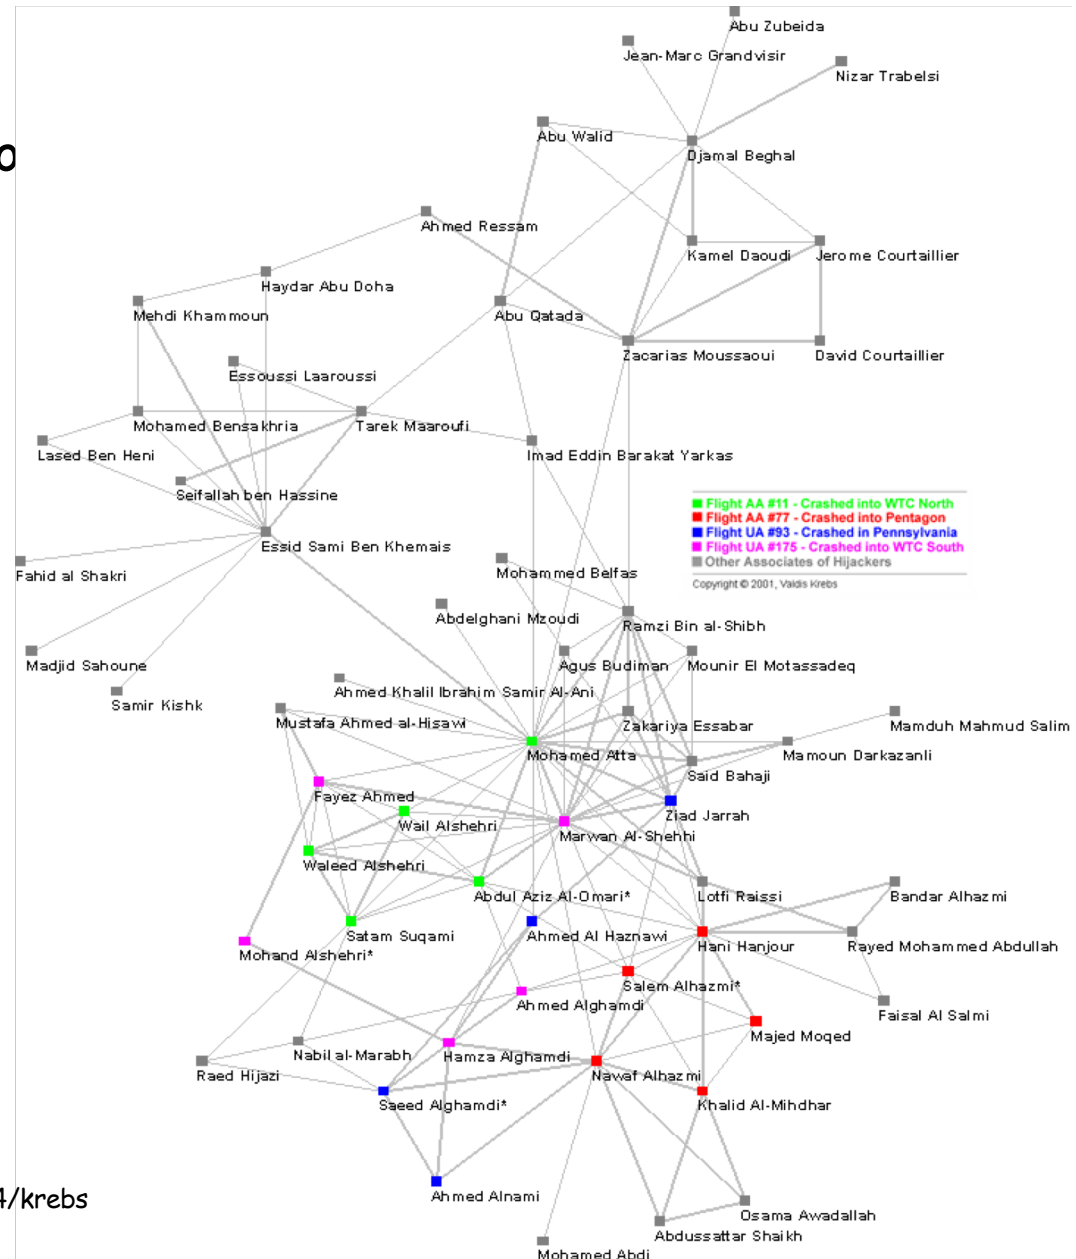 Abu Zubeida
Jean-Marc Grandvisir
Nizar Trabelsi
Abu Walid
Djamal Beghal
Ahmed Ressam
Kamel Daoudi
Jerome Courtaillier
Haydar Abu Doha
Mehdi Khammoun
Abu Qatada
Zacarias Moussaoui
David Courtaillier
Essoussi Laaroussi
Mohamed Bensakhria
Tarek Maaroufi
Lased Ben Heni
Imad Eddin Barakat Yarkas
Seifallah ben Hassine
Flight AA #11 - Crashed into WTC North
Flight AA #77 - Crashed into Pentagon
Flight UA #93 - Crashed in Pennsylvania
Flight UA #175 - Crashed into WTC South
Other Associates of Hijackers
Copyright © 2001, Valdis Krebs
Essid Sami Ben Khemais
Fahid al Shakri
Mohammed Belfas
Abdelghani Mzoudi
Ramzi Bin al-Shibh
Madjid Sahoune
Agus Budiman
Mounir El Motassadeq
Samir Kishk
Ahmed Khalil Ibrahim Samir Al-Ani
Mustafa Ahmed al-Hisawi
Zakariya Essabar
Mamduh Mahmud Salim
Mohamed Atta
Mamoun Darkazanli
Said Bahaji
Fayez Ahmed
Ziad Jarrah
Wail Alshehri
Marwan Al-Shehhi
Waleed Alshehri
Abdul Aziz Al-Omari*
Lotfi Raissi
Bandar Alhazmi
Satam Suqami
Ahmed Al Haznawi
Hani Hanjour
Rayed Mohammed Abdullah
Mohand Alshehri*
Salem Alhazmi*
Ahmed Alghamdi
Faisal Al Salmi
Majed Moqed
Nabil al-Marabh
Hamza Alghamdi
Raed Hijazi
Nawaf Alhazmi
Saeed Alghamdi*
Khalid Al-Mihdhar
Ahmed Alnami
4/krebs
Osama Awadallah
Abdussattar Shaikh
Mohamed Abdi